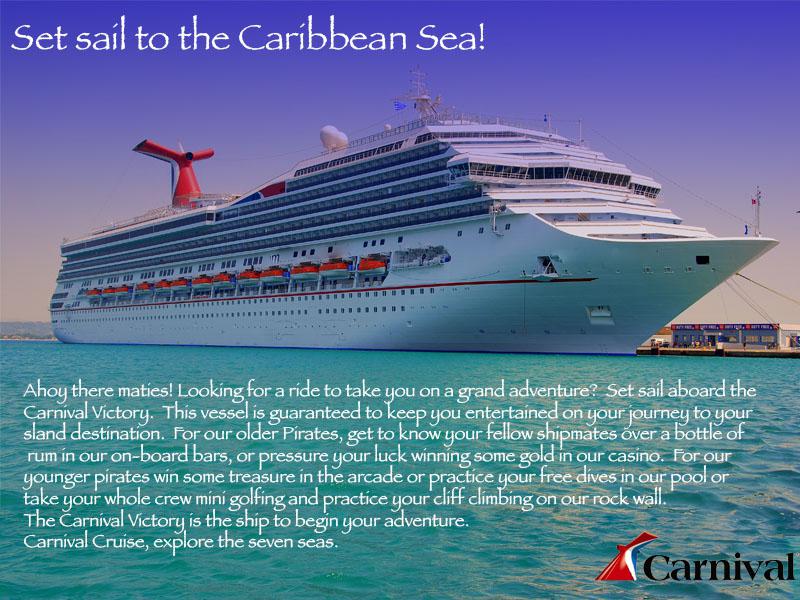 Set sail to the Caribbean Sea!
DUTY FREE
DUTY FREE
Ahoy there maties! Looking for a ride to take you on a grand adventure?  Set sail aboard the
Carnival Victory.  This vessel is guaranteed to keep you entertained on your journey to your
sland destination.  For our older Pirates, get to know your fellow shipmates over a bottle of
rum in our on-board bars, or pressure your luck winning some gold in our casino.  For our
younger pirates win some treasure in the arcade or practice your free dives in our pool or
take your whole crew mini golfing and practice your cliff climbing on our rock wall.
The Carnival Victory is the ship to begin your adventure.
Carnival Cruise, explore the seven seas.
Carnival